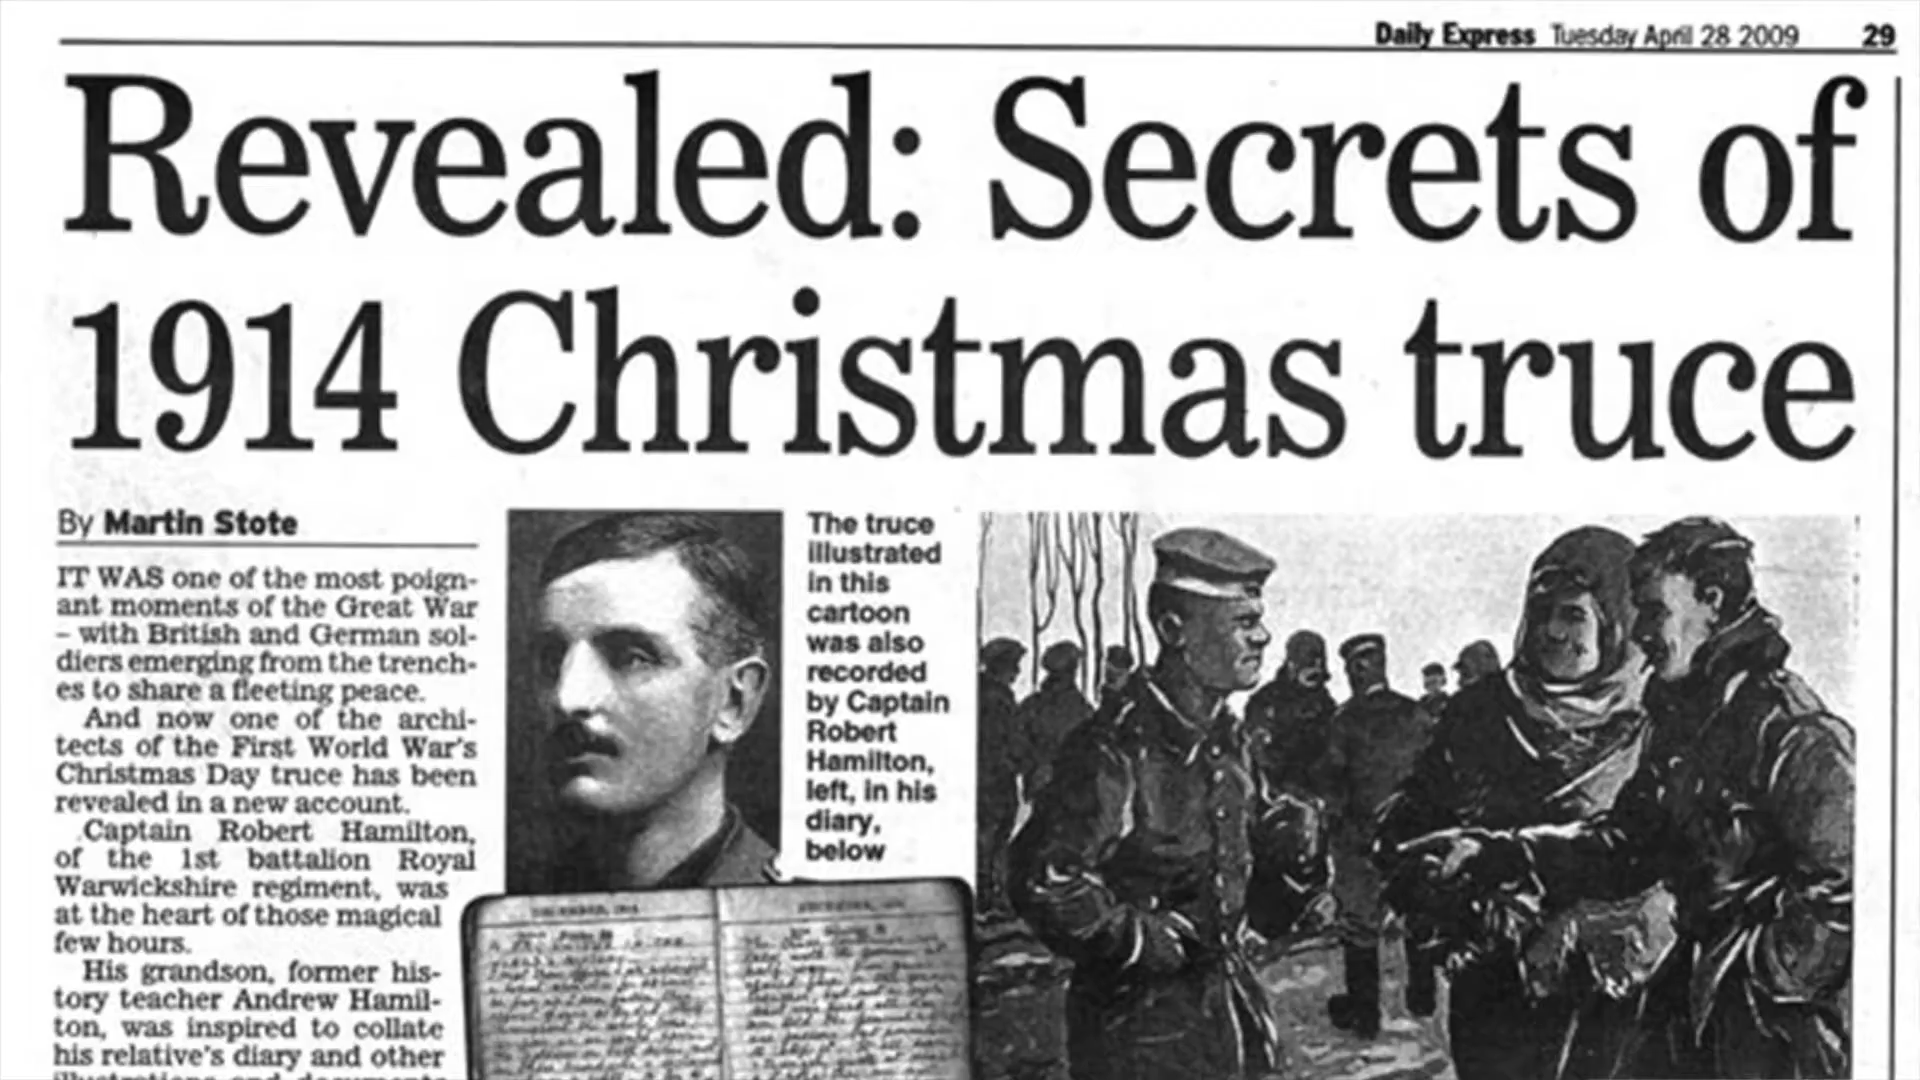 Daily Express Tuesday April 28 2009 29
Revealed: Secrets of
1914 Christmas truce
By Martin Stote
IT WAS one of the most poign-
ant moments of the Great War
– with British and German sol-
diers emerging from the trench-
es to share a fleeting peace.
And now one of the archi-
tects of the First World War's
Christmas Day truce has been
revealed in a new account.
Captain Robert Hamilton,
of the 1st battalion Royal
Warwickshire regiment, was
at the heart of those magical
few hours.
His grandson, former his-
tory teacher Andrew Hamil-
ton, was inspired to collate
his relative's diary and other
The truce
illustrated
in this
cartoon
was also
recorded
by Captain
Robert
Hamilton,
left, in his
diary,
below